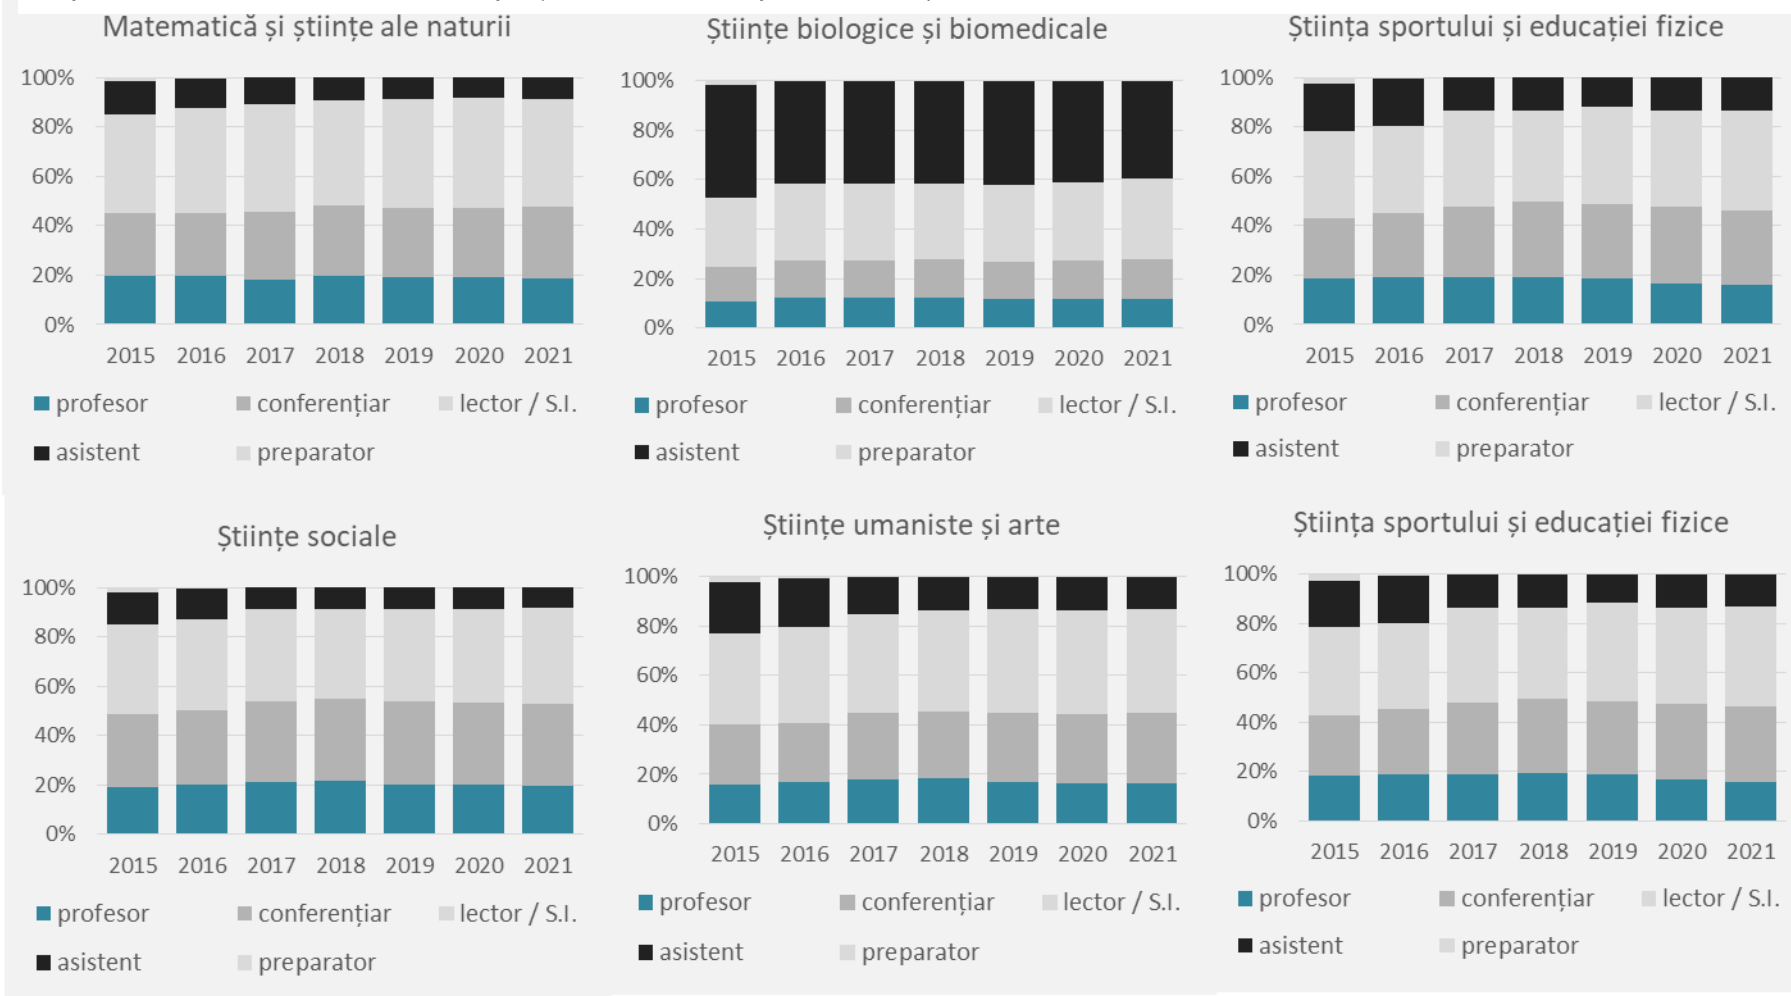 Matematică și științe ale naturii
100%
80%
60%
40%
20%
0%
2015 2016 2017 2018 2019 2020 2021
profesor conferențiar lector / S.I.
asistent preparator
Științe biologice și biomedicale
100%
80%
60%
40%
20%
0%
2015 2016 2017 2018 2019 2020 2021
profesor conferențiar lector / S.I.
asistent preparator
Știința sportului și educației fizice
100%
80%
60%
40%
20%
0%
2015 2016 2017 2018 2019 2020 2021
profesor conferențiar lector / S.I.
asistent preparator
Științe sociale
100%
80%
60%
40%
20%
0%
2015 2016 2017 2018 2019 2020 2021
profesor conferențiar lector / S.I.
asistent preparator
Științe umaniste și arte
100%
80%
60%
40%
20%
0%
2015 2016 2017 2018 2019 2020 2021
profesor conferențiar lector / S.I.
asistent preparator
Știința sportului și educației fizice
100%
80%
60%
40%
20%
0%
2015 2016 2017 2018 2019 2020 2021
profesor conferențiar lector / S.I.
asistent preparator